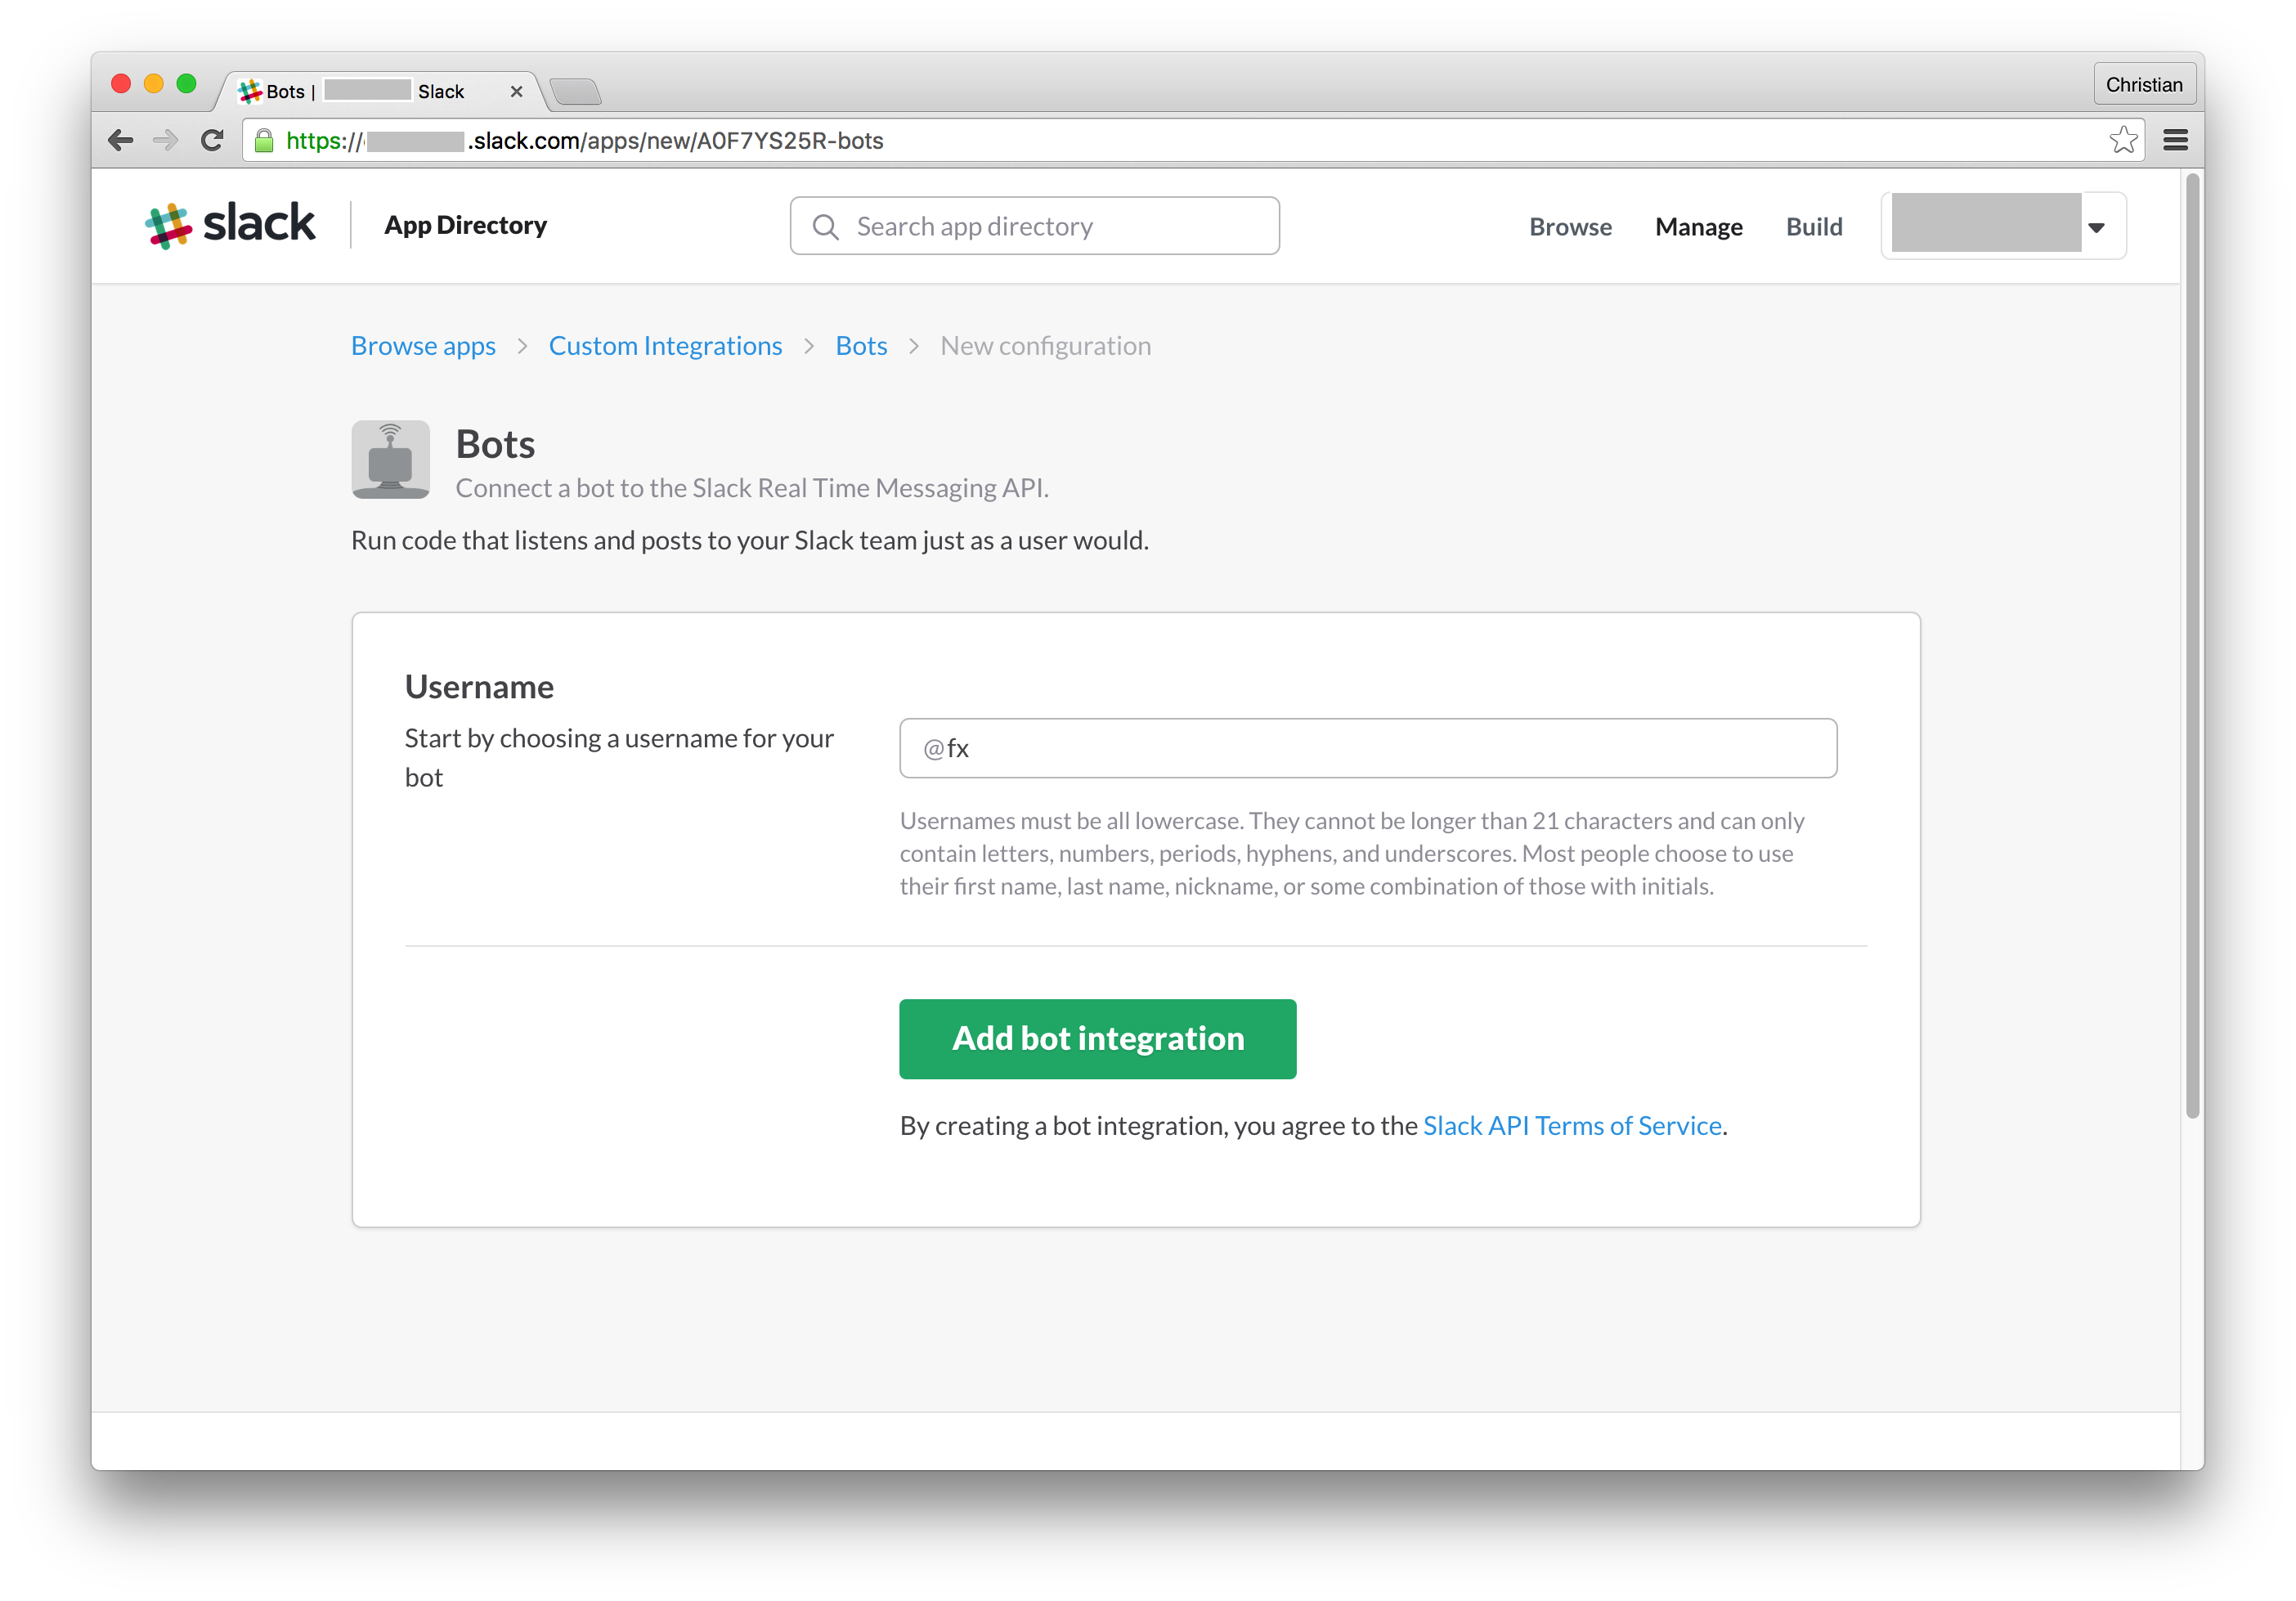 Bots | Slack
Christian
https://.slack.com/apps/new/A0F7YS25R-bots
slack App Directory Search app directory Browse Manage Build
Browse apps > Custom Integrations > Bots > New configuration
Bots
Connect a bot to the Slack Real Time Messaging API.
Run code that listens and posts to your Slack team just as a user would.
Username
Start by choosing a username for your
bot
@fx
Usernames must be all lowercase. They cannot be longer than 21 characters and can only
contain letters, numbers, periods, hyphens, and underscores. Most people choose to use
their first name, last name, nickname, or some combination of those with initials.
Add bot integration
By creating a bot integration, you agree to the Slack API Terms of Service.